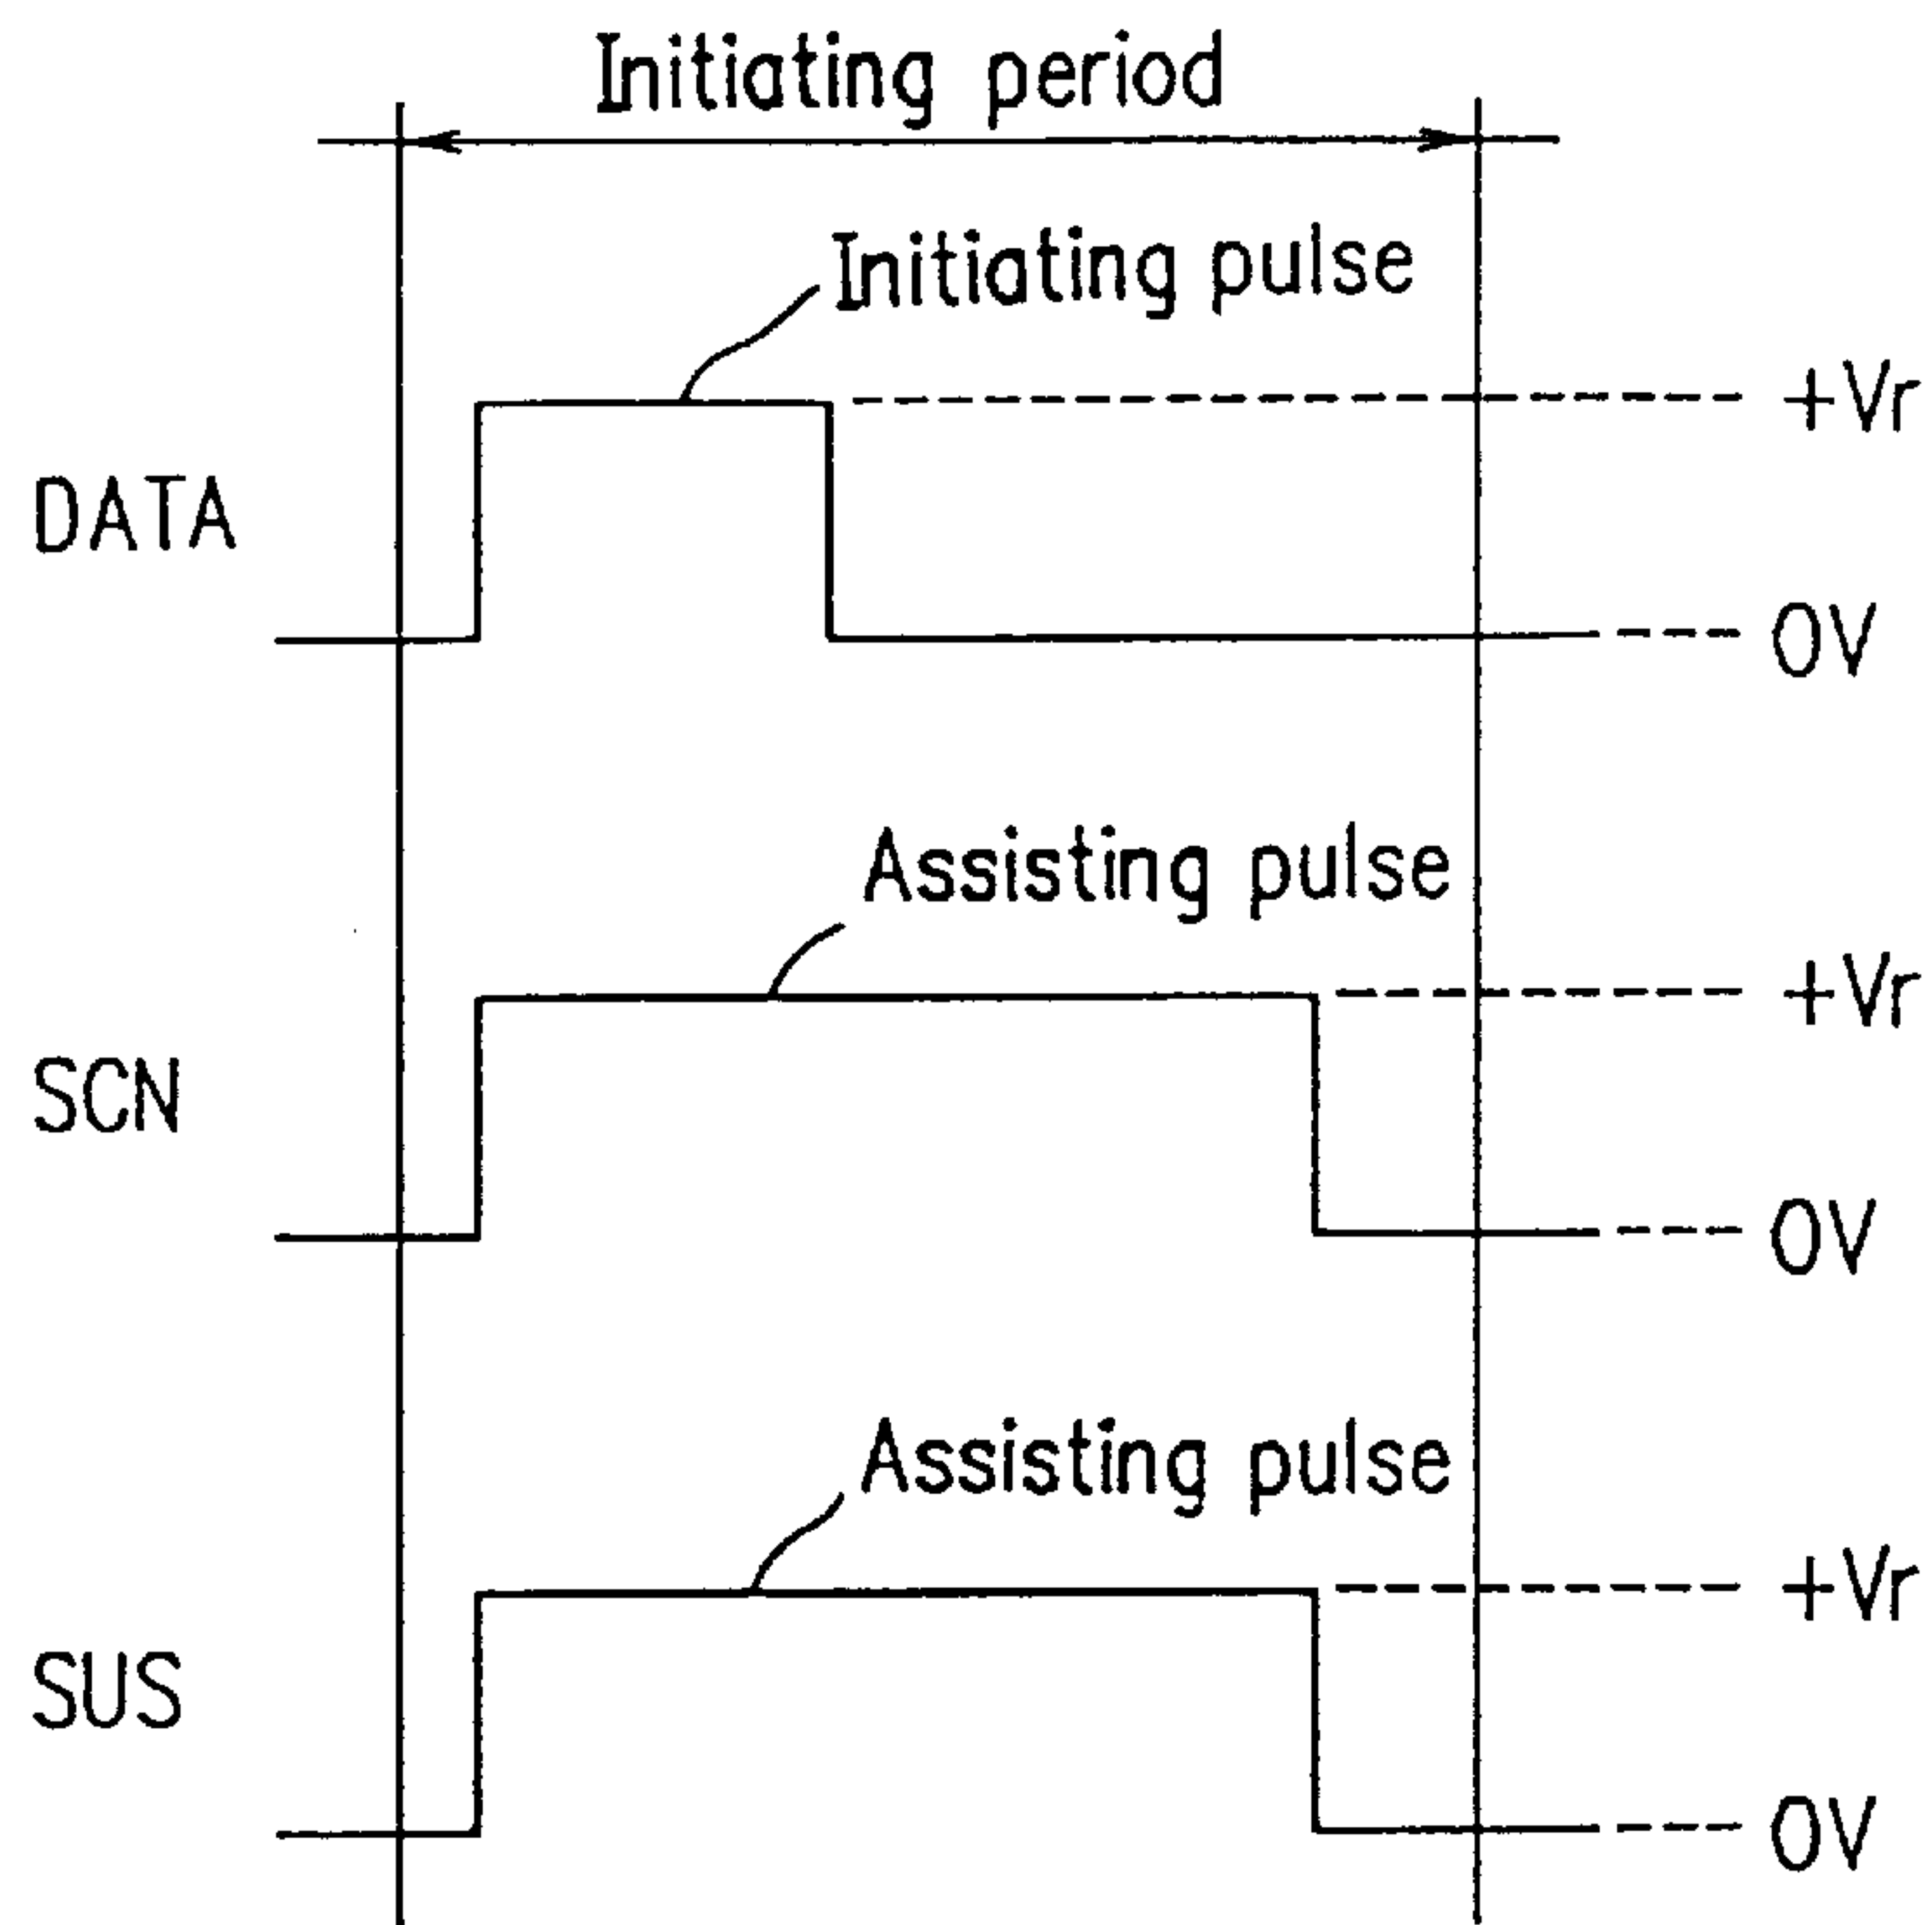 Initiating period
Initiating pulse
+Vr
DATA
0V
Assisting pulse
+Vr
SCN
0V
Assisting pulse
+Vr
SUS
0V